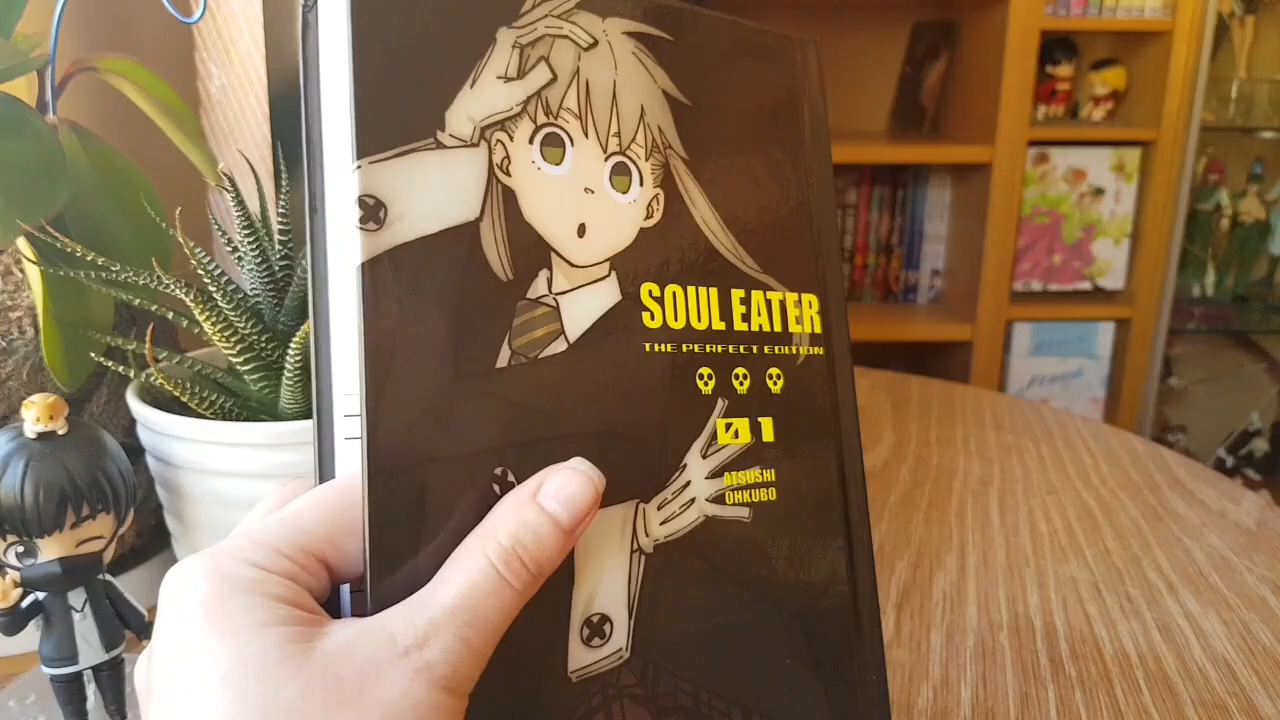 SOUL EATER
THE PERFECT EDITION
01
ATSUSHI
OHKUBO